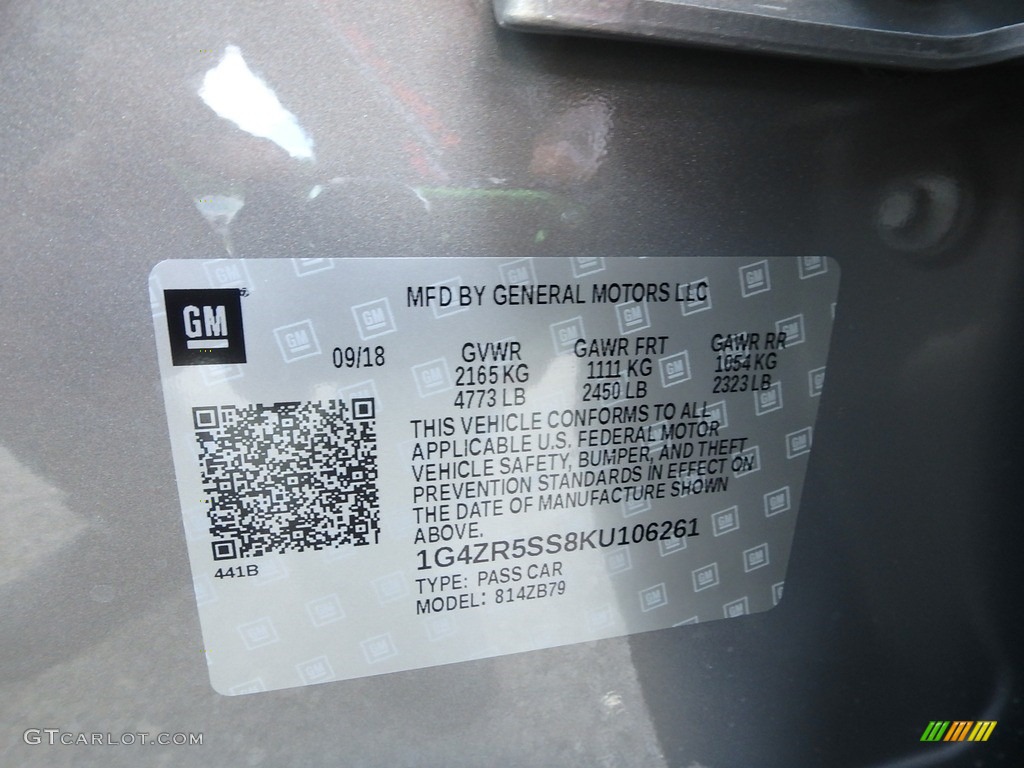 MFD BY GENERAL MOTORS LLC
GM
09/18
GVWR GAWR FRT GAWR RR
2165 KG 1111 KG 1054 KG
4773 LB 2450 LB 2323 LB
THIS VEHICLE CONFORMS TO ALL
APPLICABLE U.S. FEDERAL MOTOR
VEHICLE SAFETY, BUMPER, AND THEFT
PREVENTION STANDARDS IN EFFECT ON
THE DATE OF MANUFACTURE SHOWN
ABOVE.
1G4ZR5SS8KU106261
441B
TYPE: PASS CAR
MODEL: 814ZB79
GTCARLOT.COM